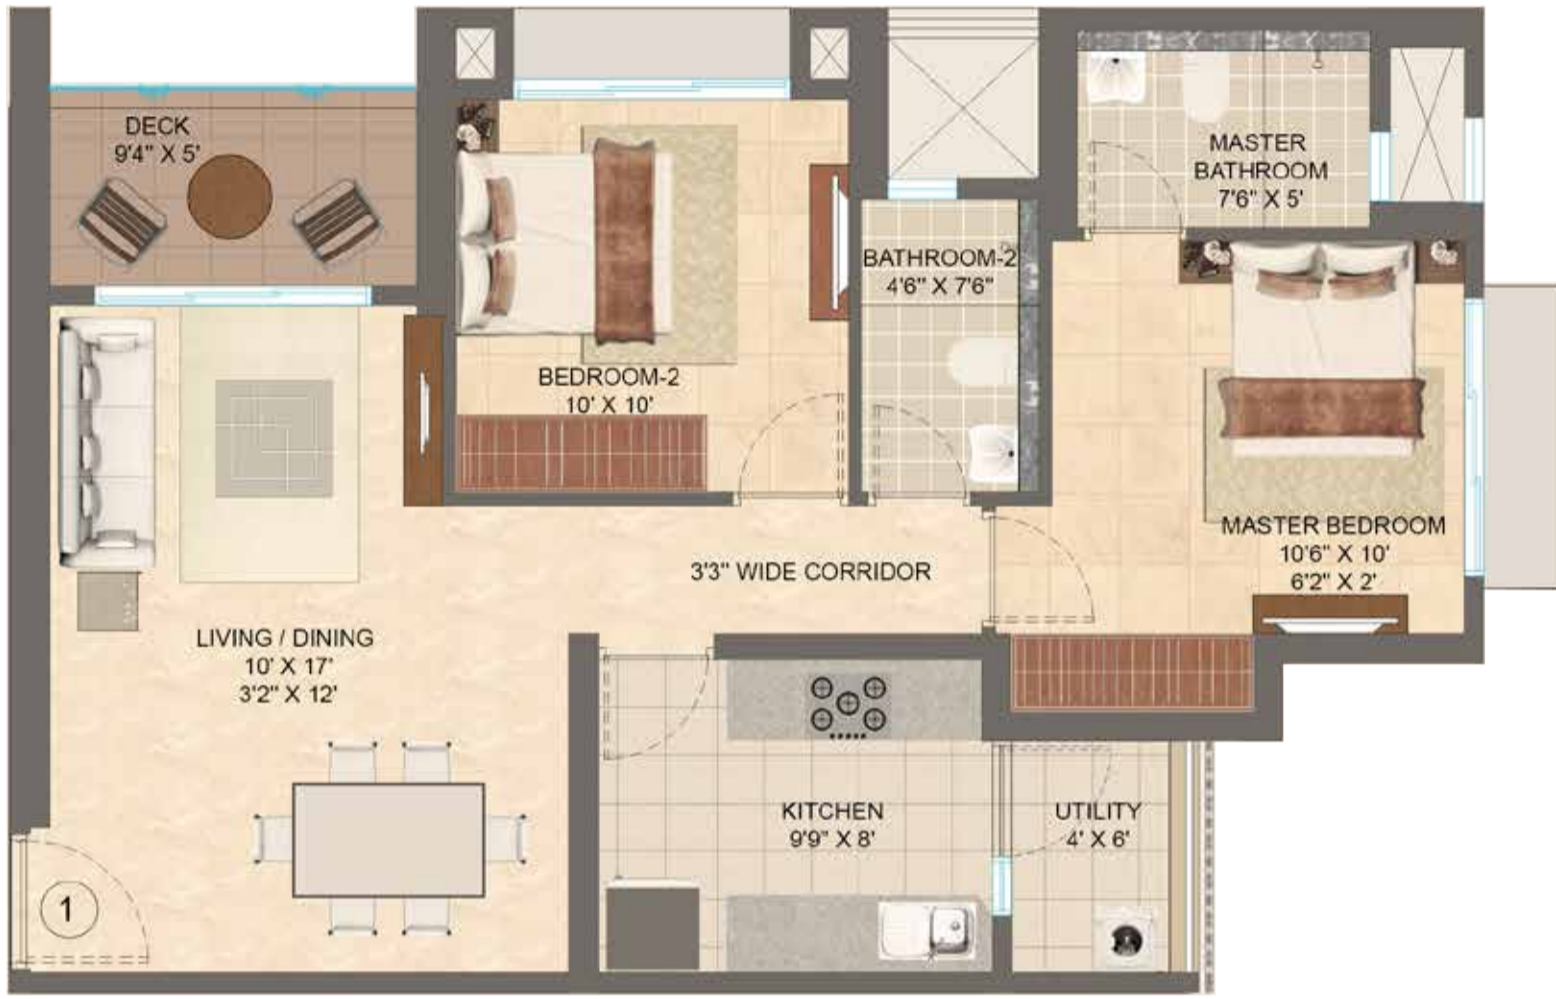 DECK
9'4" X 5'
MASTER
BATHROOM
7'6" X 5'
BATHROOM-2
4'6" X 7'6"
BEDROOM-2
10' X 10'
MASTER BEDROOM
10'6" X 10'
6'2" X 2'
3'3" WIDE CORRIDOR
LIVING / DINING
10' X 17'
3'2" X 12'
KITCHEN
9'9" X 8'
UTILITY
4' X 6'
1